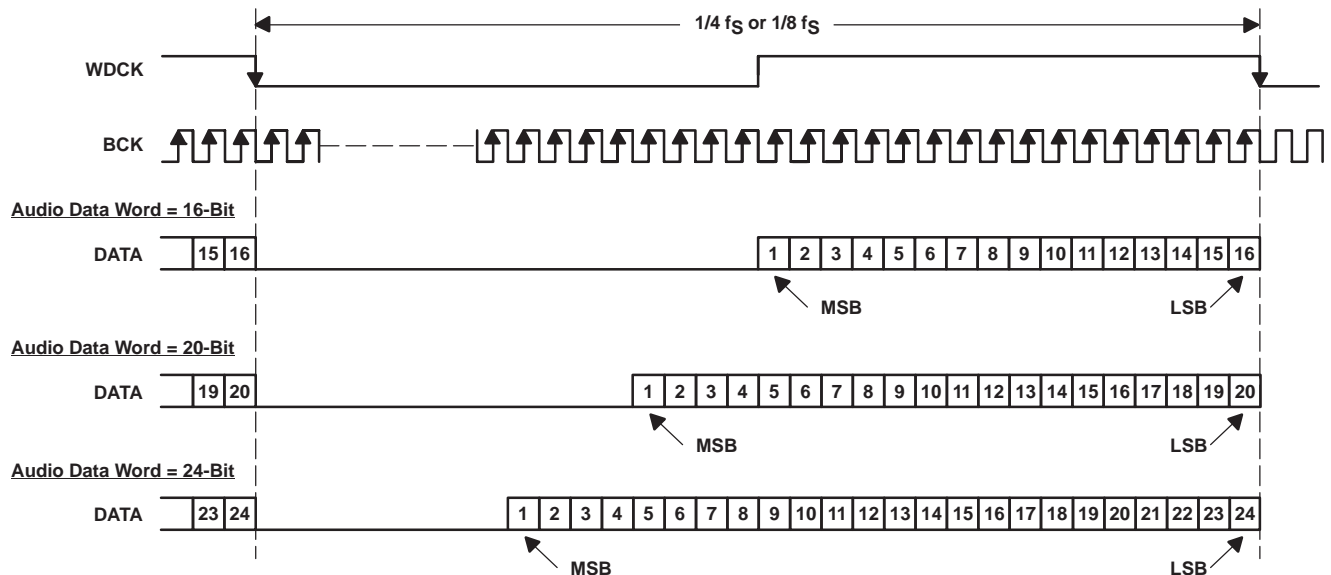 1/4 fS or 1/8 fS
WDCK
BCK
Audio Data Word = 16-Bit
DATA 15 16 1 2 3 4 5 6 7 8 9 10 11 12 13 14 15 16
MSB LSB
Audio Data Word = 20-Bit
DATA 19 20 1 2 3 4 5 6 7 8 9 10 11 12 13 14 15 16 17 18 19 20
MSB LSB
Audio Data Word = 24-Bit
DATA 23 24 1 2 3 4 5 6 7 8 9 10 11 12 13 14 15 16 17 18 19 20 21 22 23 24
MSB LSB